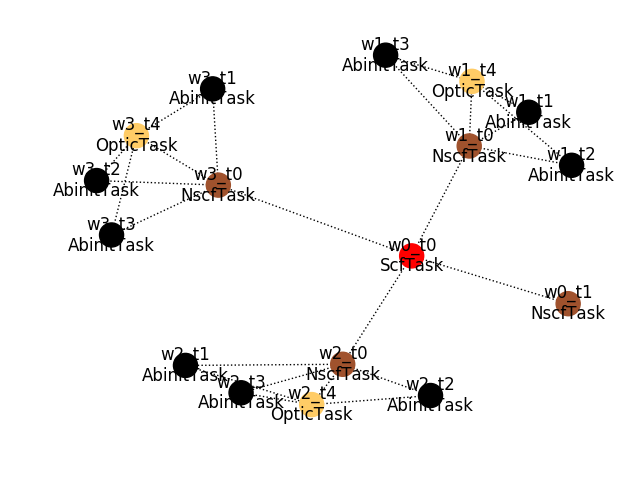 w1_t3
AbinitTask
w1_t4
OpticTask
w3_t1
AbinitTask
w1_t1
AbinitTask
w3_t4
OpticTask
w1_t0
NscfTask
w1_t2
AbinitTask
w3_t2
AbinitTask
w3_t0
NscfTask
w3_t3
AbinitTask
w0_t0
ScfTask
w0_t1
NscfTask
w2_t1
AbinitTask
w2_t0
NscfTask
w2_t3
AbinitTask
w2_t4
OpticTask
w2_t2
AbinitTask